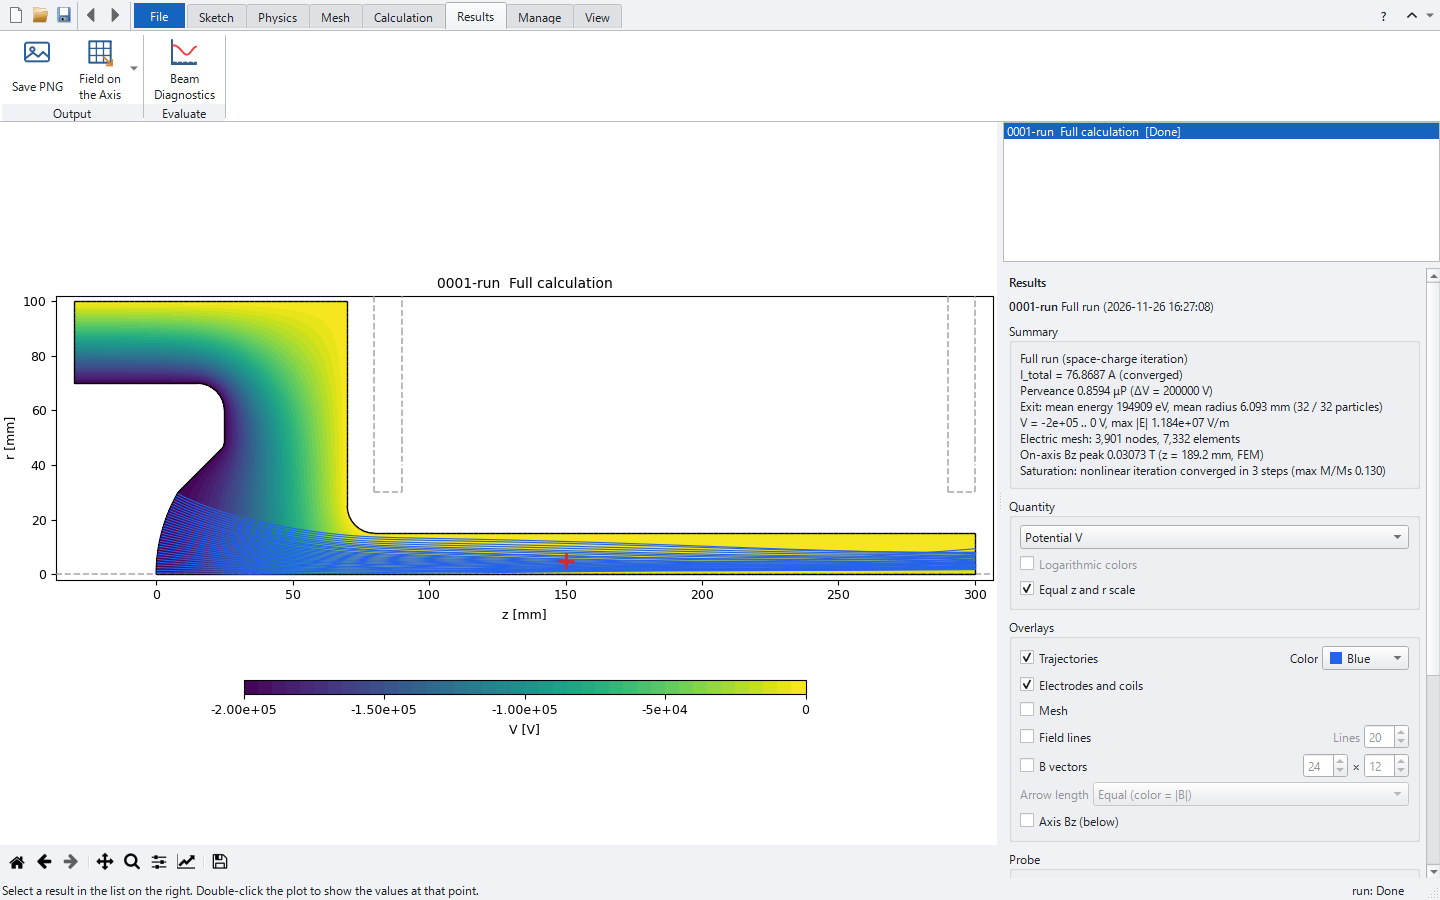 File
Sketch
Physics
Mesh
Calculation
Results
Manage
View
?
Save PNG
Field on
the Axis
Beam
Diagnostics
Output
Evaluate
0001-run  Full calculation  [Done]
0001-run  Full calculation
100
80
60
40
20
0
r [mm]
0
50
100
150
200
250
300
z [mm]
-2.00e+05
-1.50e+05
-1.00e+05
-5e+04
0
V [V]
Results
0001-run Full run (2026-11-26 16:27:08)
Summary
Full run (space-charge iteration)
I_total = 76.8687 A (converged)
Perveance 0.8594 µP (ΔV = 200000 V)
Exit: mean energy 194909 eV, mean radius 6.093 mm (32 / 32 particles)
V = -2e+05 .. 0 V, max |E| 1.184e+07 V/m
Electric mesh: 3,901 nodes, 7,332 elements
On-axis Bz peak 0.03073 T (z = 189.2 mm, FEM)
Saturation: nonlinear iteration converged in 3 steps (max M/Ms 0.130)
Quantity
Potential V
Logarithmic colors
Equal z and r scale
Overlays
Trajectories
Color
Blue
Electrodes and coils
Mesh
Field lines
Lines
20
B vectors
24
×
12
Arrow length
Equal (color = |B|)
Axis Bz (below)
Probe
Select a result in the list on the right. Double-click the plot to show the values at that point.
run: Done